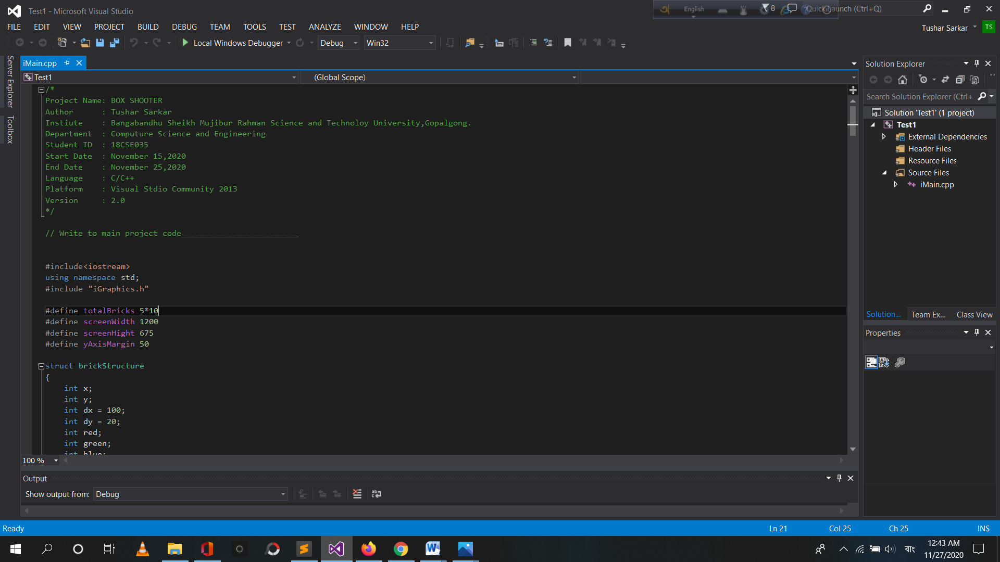 Test1 - Microsoft Visual Studio
English
8
Quick Launch (Ctrl+Q)
FILE EDIT VIEW PROJECT BUILD DEBUG TEAM TOOLS TEST ANALYZE WINDOW HELP
Tushar Sarkar TS
Local Windows Debugger Debug Win32
Server Explorer
Toolbox
iMain.cpp
Test1 (Global Scope)
/*
Project Name: BOX SHOOTER
Author : Tushar Sarkar
Instiute : Bangabandhu Sheikh Mujibur Rahman Science and Technoloy University,Gopalgong.
Department : Computure Science and Engineering
Student ID : 18CSE035
Start Date : November 15,2020
End Date : November 25,2020
Language : C/C++
Platform : Visual Stdio Community 2013
Version : 2.0
*/
// Write to main project code_________________________
#include<iostream>
using namespace std;
#include "iGraphics.h"
#define totalBricks 5*10
#define screenWidth 1200
#define screenHight 675
#define yAxisMargin 50
struct brickStructure
{
int x;
int y;
int dx = 100;
int dy = 20;
int red;
int green;
int blue;
100 %
Output
Show output from: Debug
Solution Explorer
Search Solution Explorer (Ctrl+
Solution 'Test1' (1 project)
Test1
External Dependencies
Header Files
Resource Files
Source Files
iMain.cpp
Solution... Team Ex... Class View
Properties
Ready Ln 21 Col 25 Ch 25 INS
বাং
12:43 AM
11/27/2020